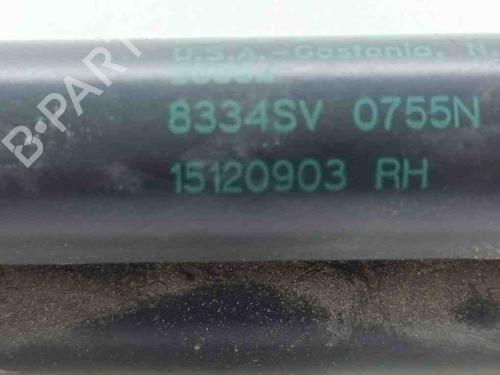 U.S.A.-Gastonia, N
8334SV 0755N
15120903 RH
B-PARTS